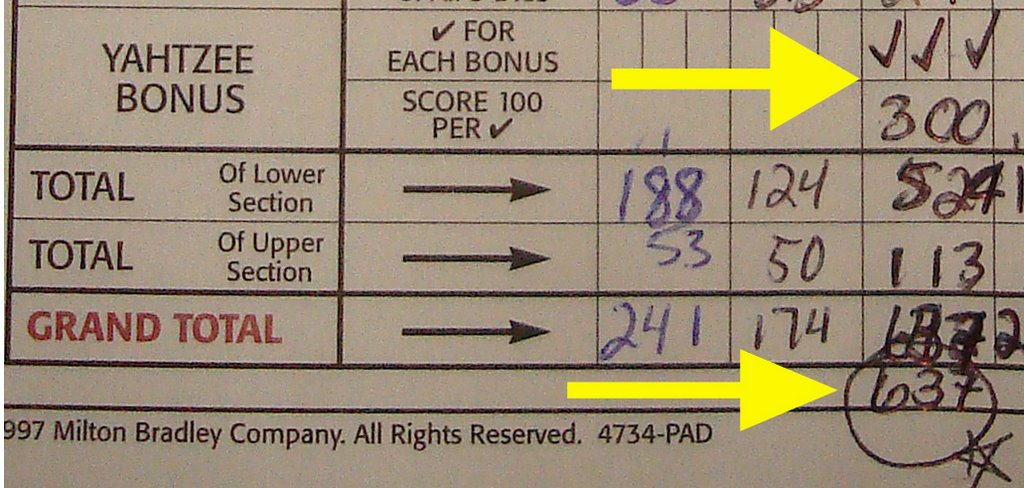 ✓ FOR
YAHTZEE EACH BONUS ✓ ✓ ✓
BONUS SCORE 100 300
PER ✓
TOTAL Of Lower Section 188 124 524
TOTAL Of Upper Section 53 50 113
GRAND TOTAL 241 174
637
997 Milton Bradley Company. All Rights Reserved. 4734-PAD